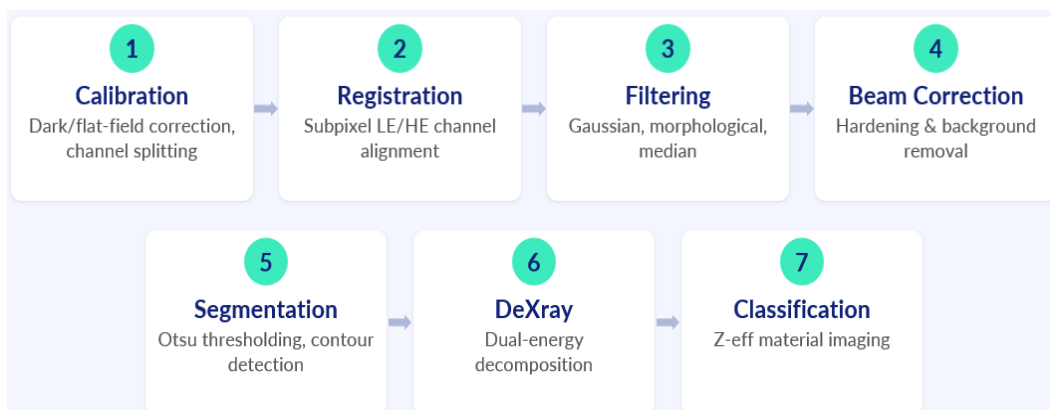 1
Calibration
Dark/flat-field correction,
channel splitting
2
Registration
Subpixel LE/HE channel
alignment
3
Filtering
Gaussian, morphological,
median
4
Beam Correction
Hardening & background
removal
5
Segmentation
Otsu thresholding, contour
detection
6
DeXray
Dual-energy
decomposition
7
Classification
Z-eff material imaging